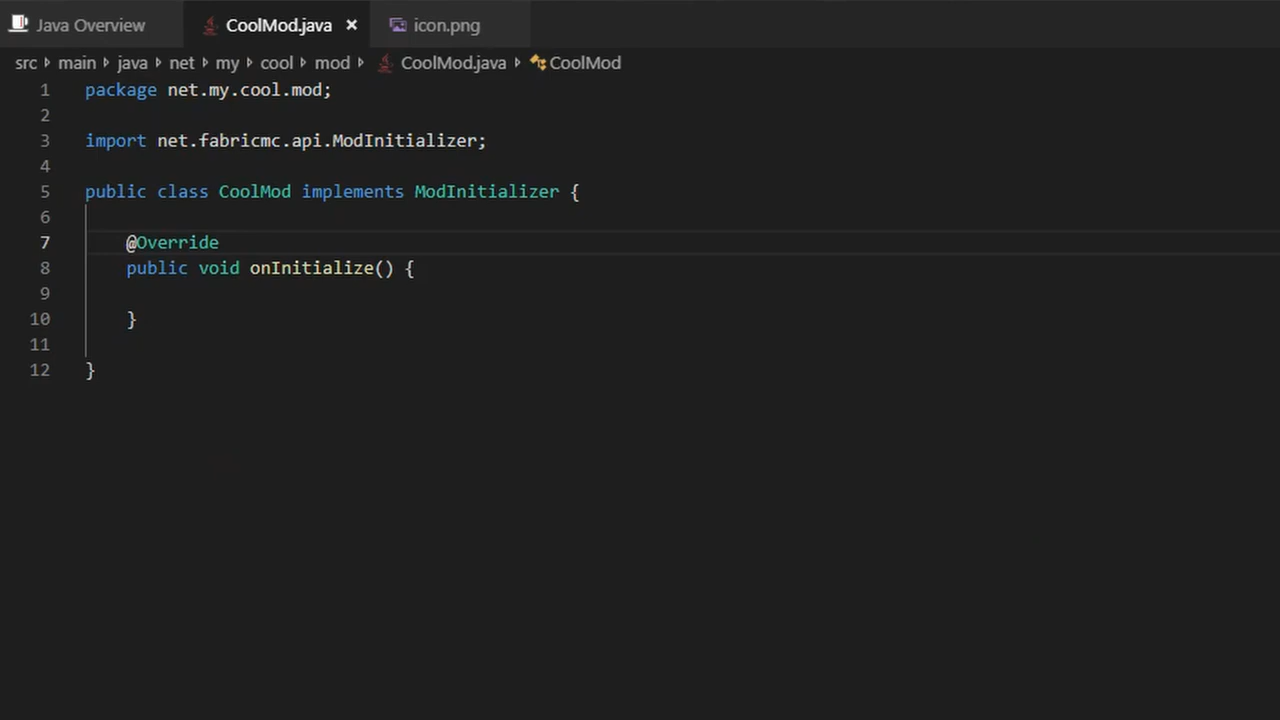 Java Overview CoolMod.java × icon.png
src main java net my cool mod CoolMod.java CoolMod
1 package net.my.cool.mod;
2
3 import net.fabricmc.api.ModInitializer;
4
5 public class CoolMod implements ModInitializer {
6
7 @Override
8 public void onInitialize() {
9
10 }
11
12 }